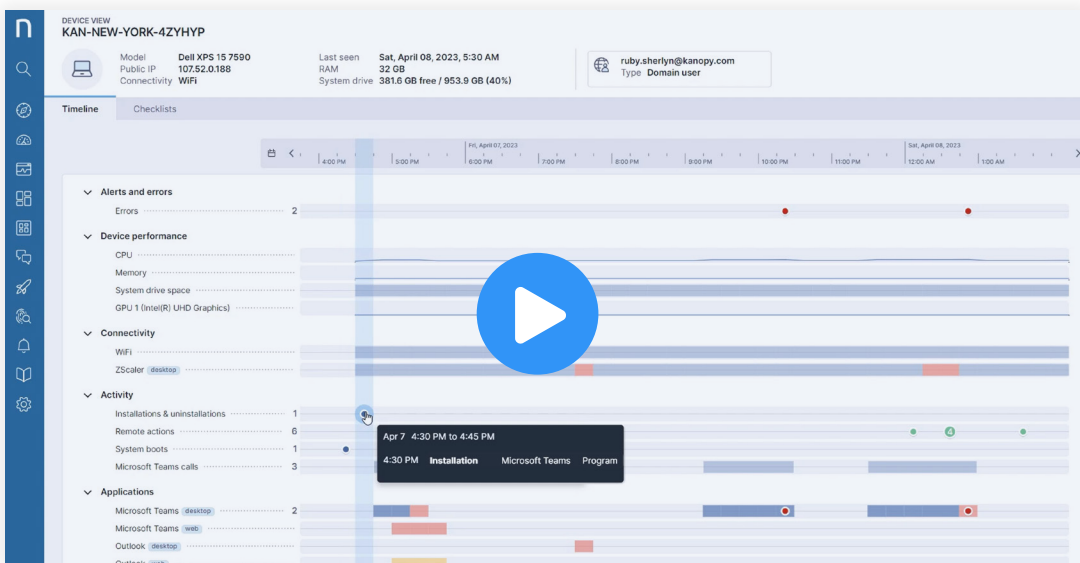 n
DEVICE VIEW
KAN-NEW-YORK-4ZYHYP
Model Dell XPS 15 7590
Public IP 107.52.0.188
Connectivity WiFi
Last seen Sat, April 08, 2023, 5:30 AM
RAM 32 GB
System drive 381.6 GB free / 953.9 GB (40%)
ruby.sherlyn@kanopy.com
Type Domain user
Timeline Checklists
Fri, April 07, 2023 Sat, April 08, 2023
4:00 PM 5:00 PM 6:00 PM 7:00 PM 8:00 PM 9:00 PM 10:00 PM 11:00 PM 12:00 AM 1:00 AM
Alerts and errors
Errors 2
Device performance
CPU
Memory
System drive space
GPU 1 (Intel(R) UHD Graphics)
Connectivity
WiFi
ZScaler desktop
Activity
Installations & uninstallations 1
Remote actions 6 4
System boots 1
Microsoft Teams calls 3
Apr 7 4:30 PM to 4:45 PM
4:30 PM Installation Microsoft Teams Program
Applications
Microsoft Teams desktop 2
Microsoft Teams web
Outlook desktop
Outlook web